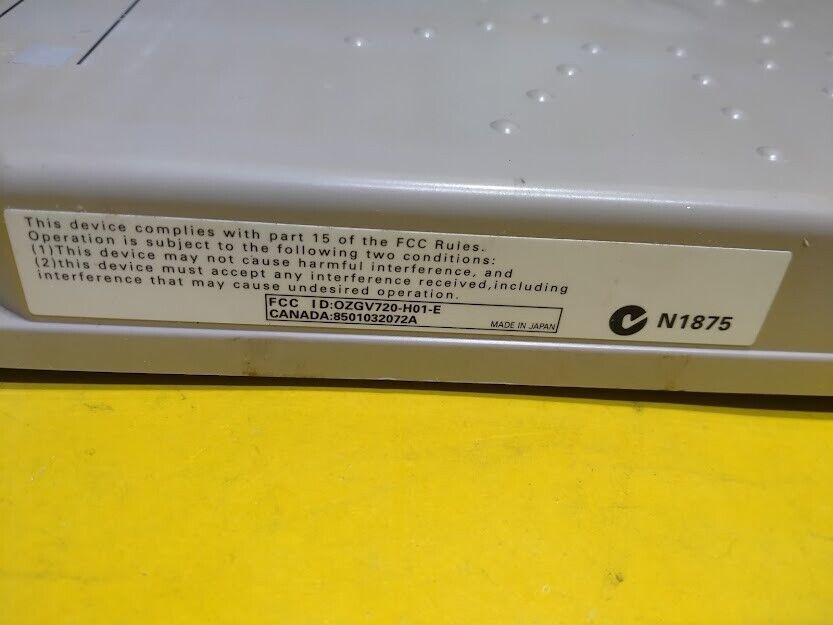 This device complies with part 15 of the FCC Rules.
Operation is subject to the following two conditions:
(1)This device may not cause harmful interference, and
(2)this device must accept any interference received,including
interference that may cause undesired operation.
FCC ID:OZGV720-H01-E
CANADA:8501032072A
MADE IN JAPAN
N1875